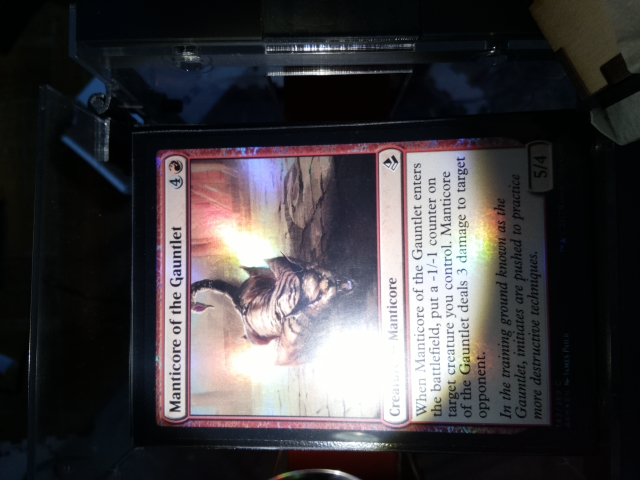 Manticore of the Gauntlet 4
Manticore
When Manticore of the Gauntlet enters
the battlefield, put a -1/-1 counter on
target creature you control. Manticore
of the Gauntlet deals 3 damage to target
opponent.
In the training ground known as the
Gauntlet, initiates are pushed to practice
more destructive techniques.
5/4